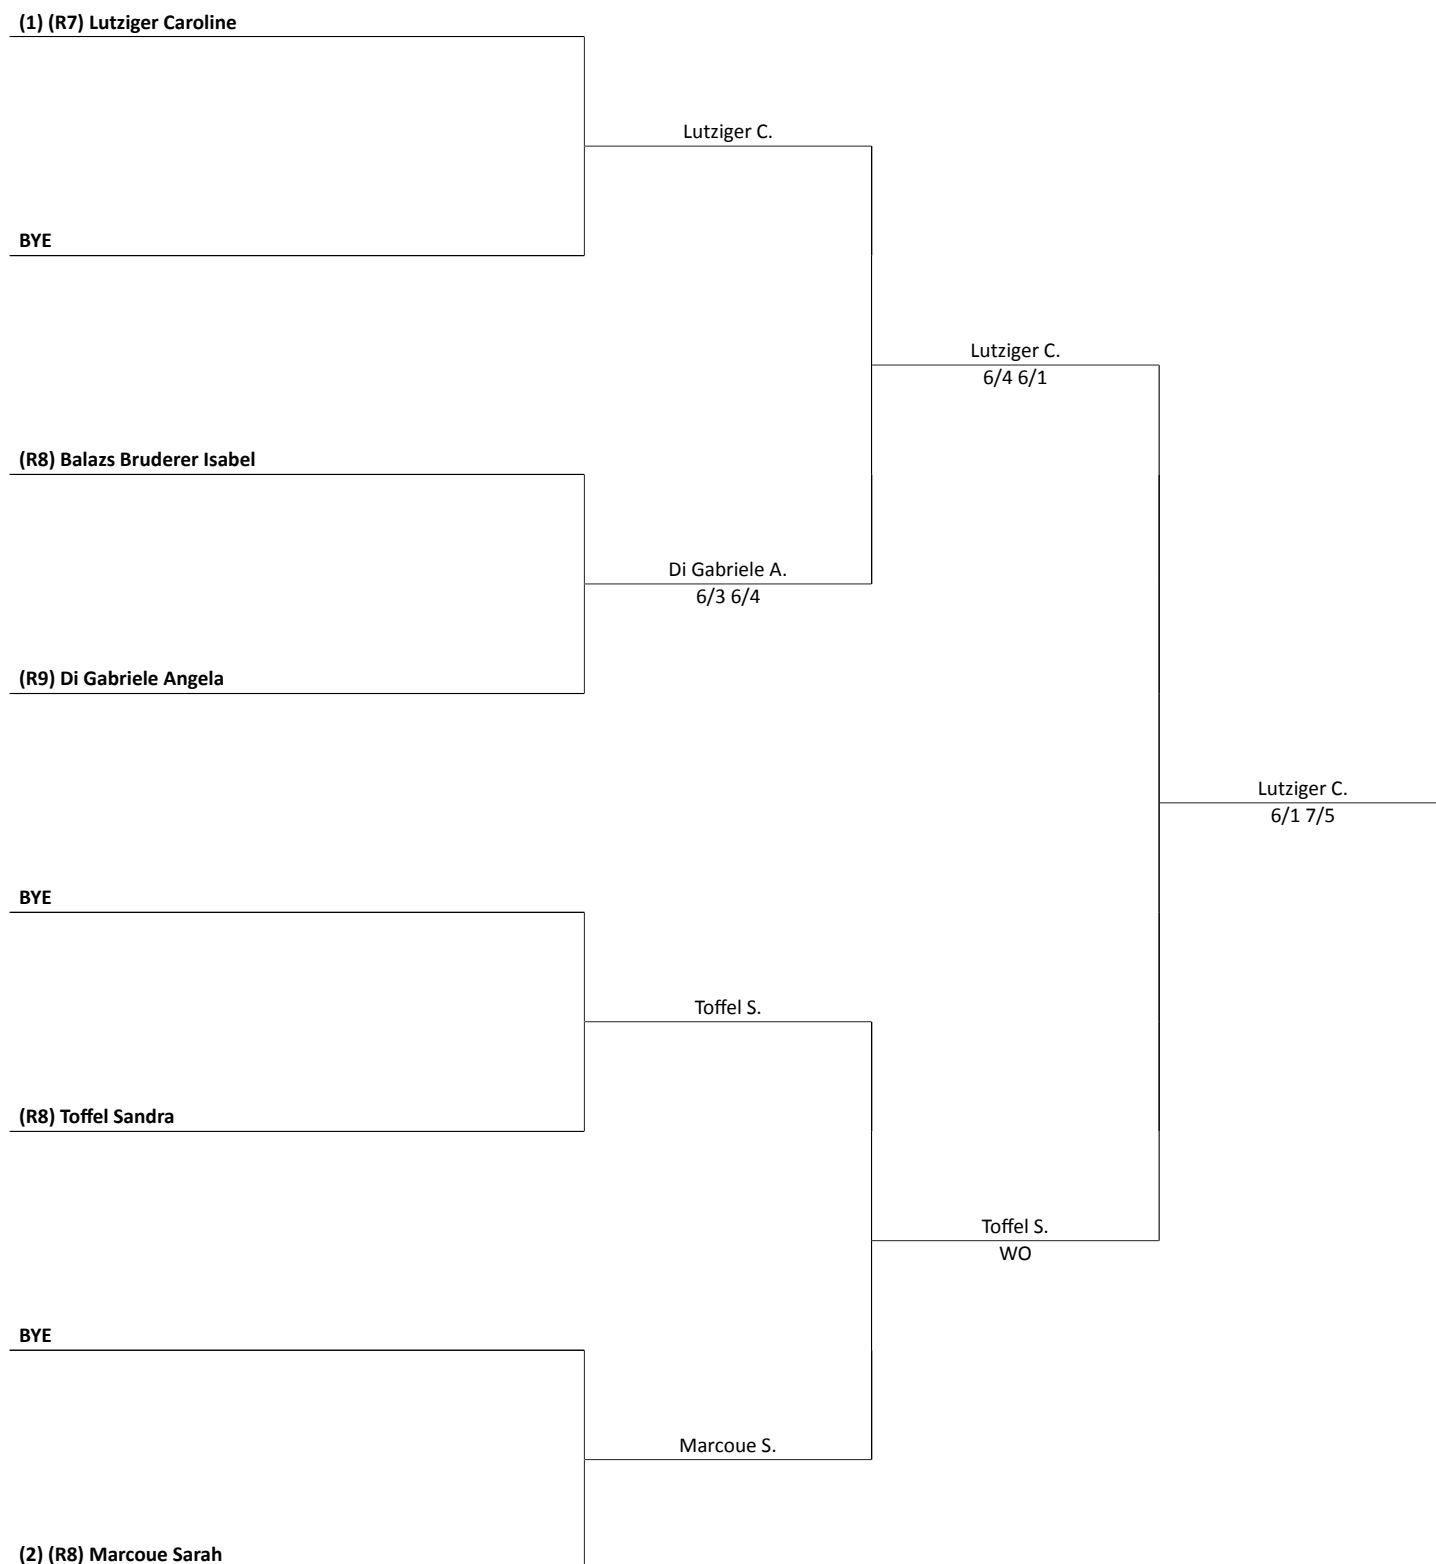 (1) (R7) Lutziger Caroline
Lutziger C.
BYE
Lutziger C.
6/4 6/1
(R8) Balazs Bruderer Isabel
Di Gabriele A.
6/3 6/4
(R9) Di Gabriele Angela
Lutziger C.
6/1 7/5
BYE
Toffel S.
(R8) Toffel Sandra
Toffel S.
WO
BYE
Marcoue S.
(2) (R8) Marcoue Sarah